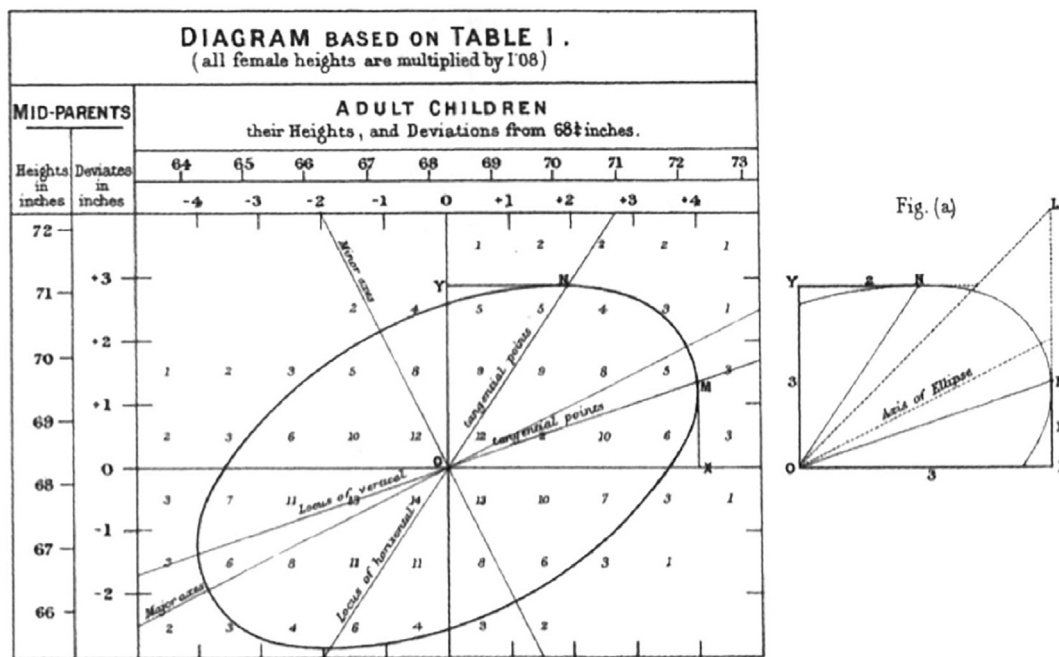 DIAGRAM BASED ON TABLE I.
(all female heights are multiplied by 1'08)
MID-PARENTS
ADULT CHILDREN
their Heights, and Deviations from 68¼ inches.
Heights in inches
Deviates in inches
64 65 66 67 68 69 70 71 72 73
-4 -3 -2 -1 0 +1 +2 +3 +4
72
1 2 2 2 1
Minor axes
+3
Y N
71
2 4 5 5 4 3 1
+2
tangential points
70
1 2 3 5 8 9 9 8 5 3
M
+1
tangential points
69
2 3 6 10 12 12 2 10 6 3
0
O X
68
Locus of vertical
3 7 11 13 14 13 10 7 3 1
-1
67
3 6 8 11 11 8 6 3 1
Locus of horizontal
-2
Major axes
66
2 3 4 6 4 3 2
Fig. (a)
L
Y 2 N
3
Axis of Ellipse
O 3